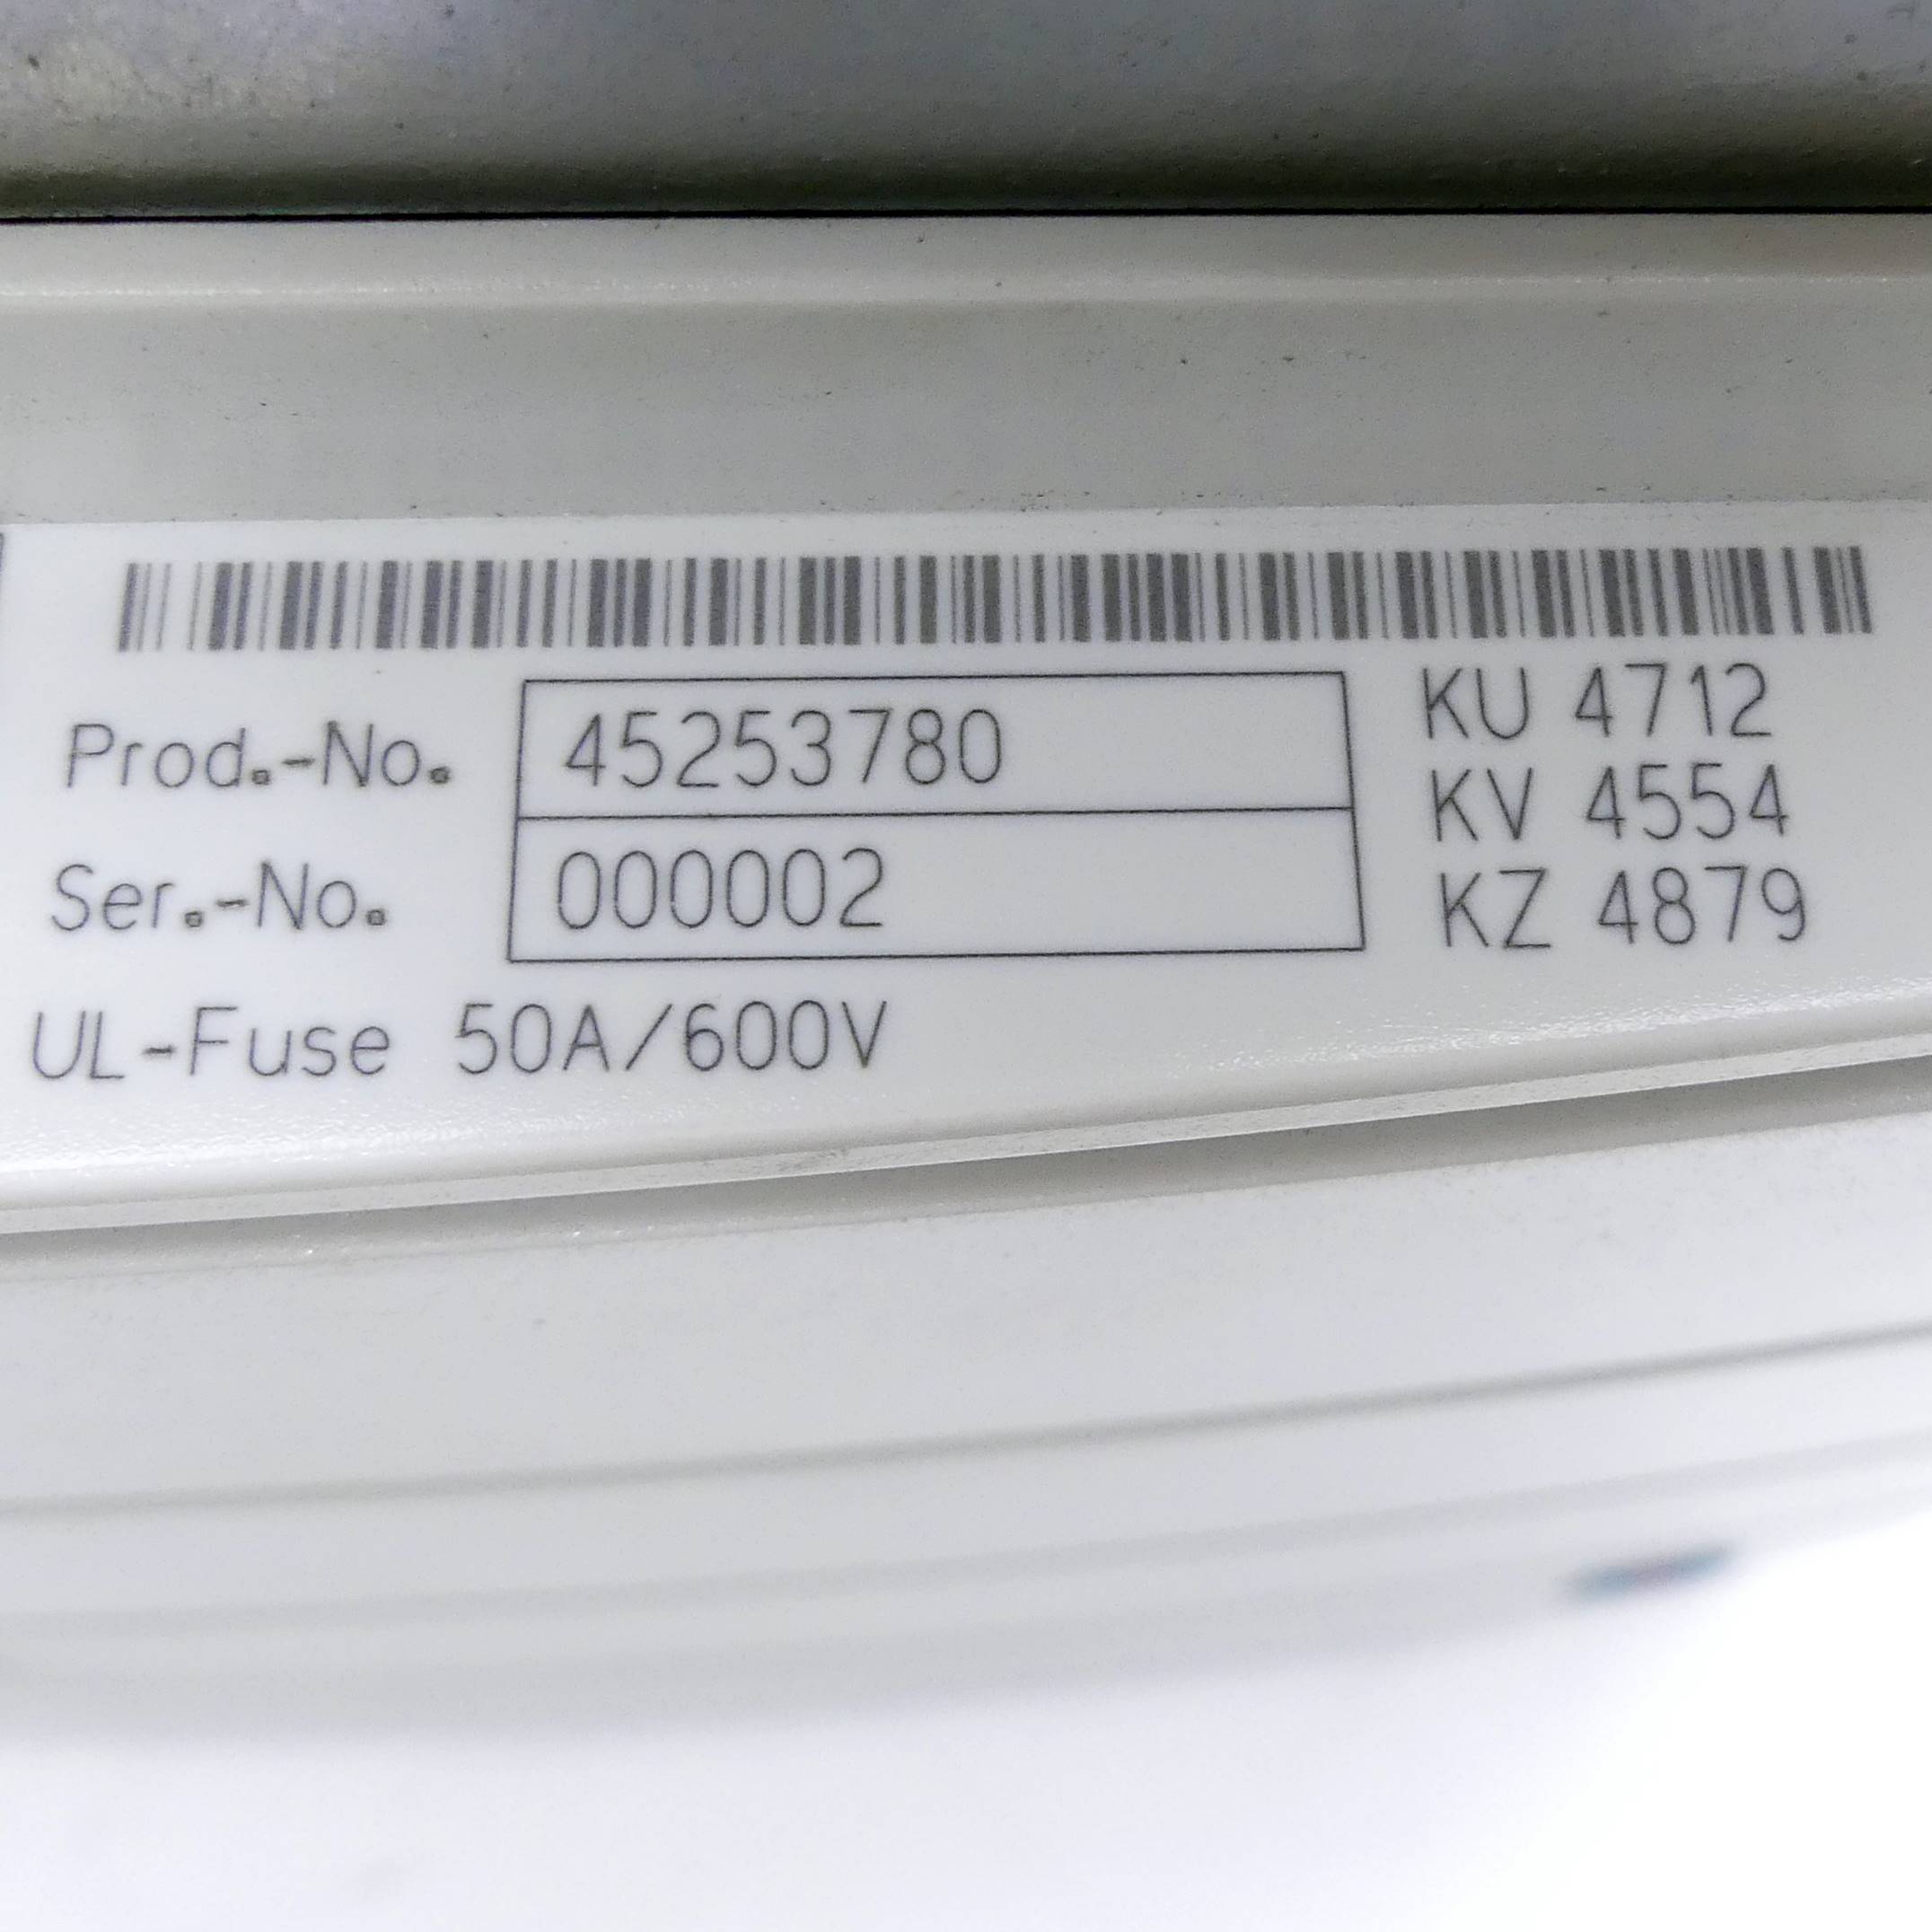 Prod.-No. 45253780
Ser.-No. 000002
UL-Fuse 50A/600V
KU 4712
KV 4554
KZ 4879